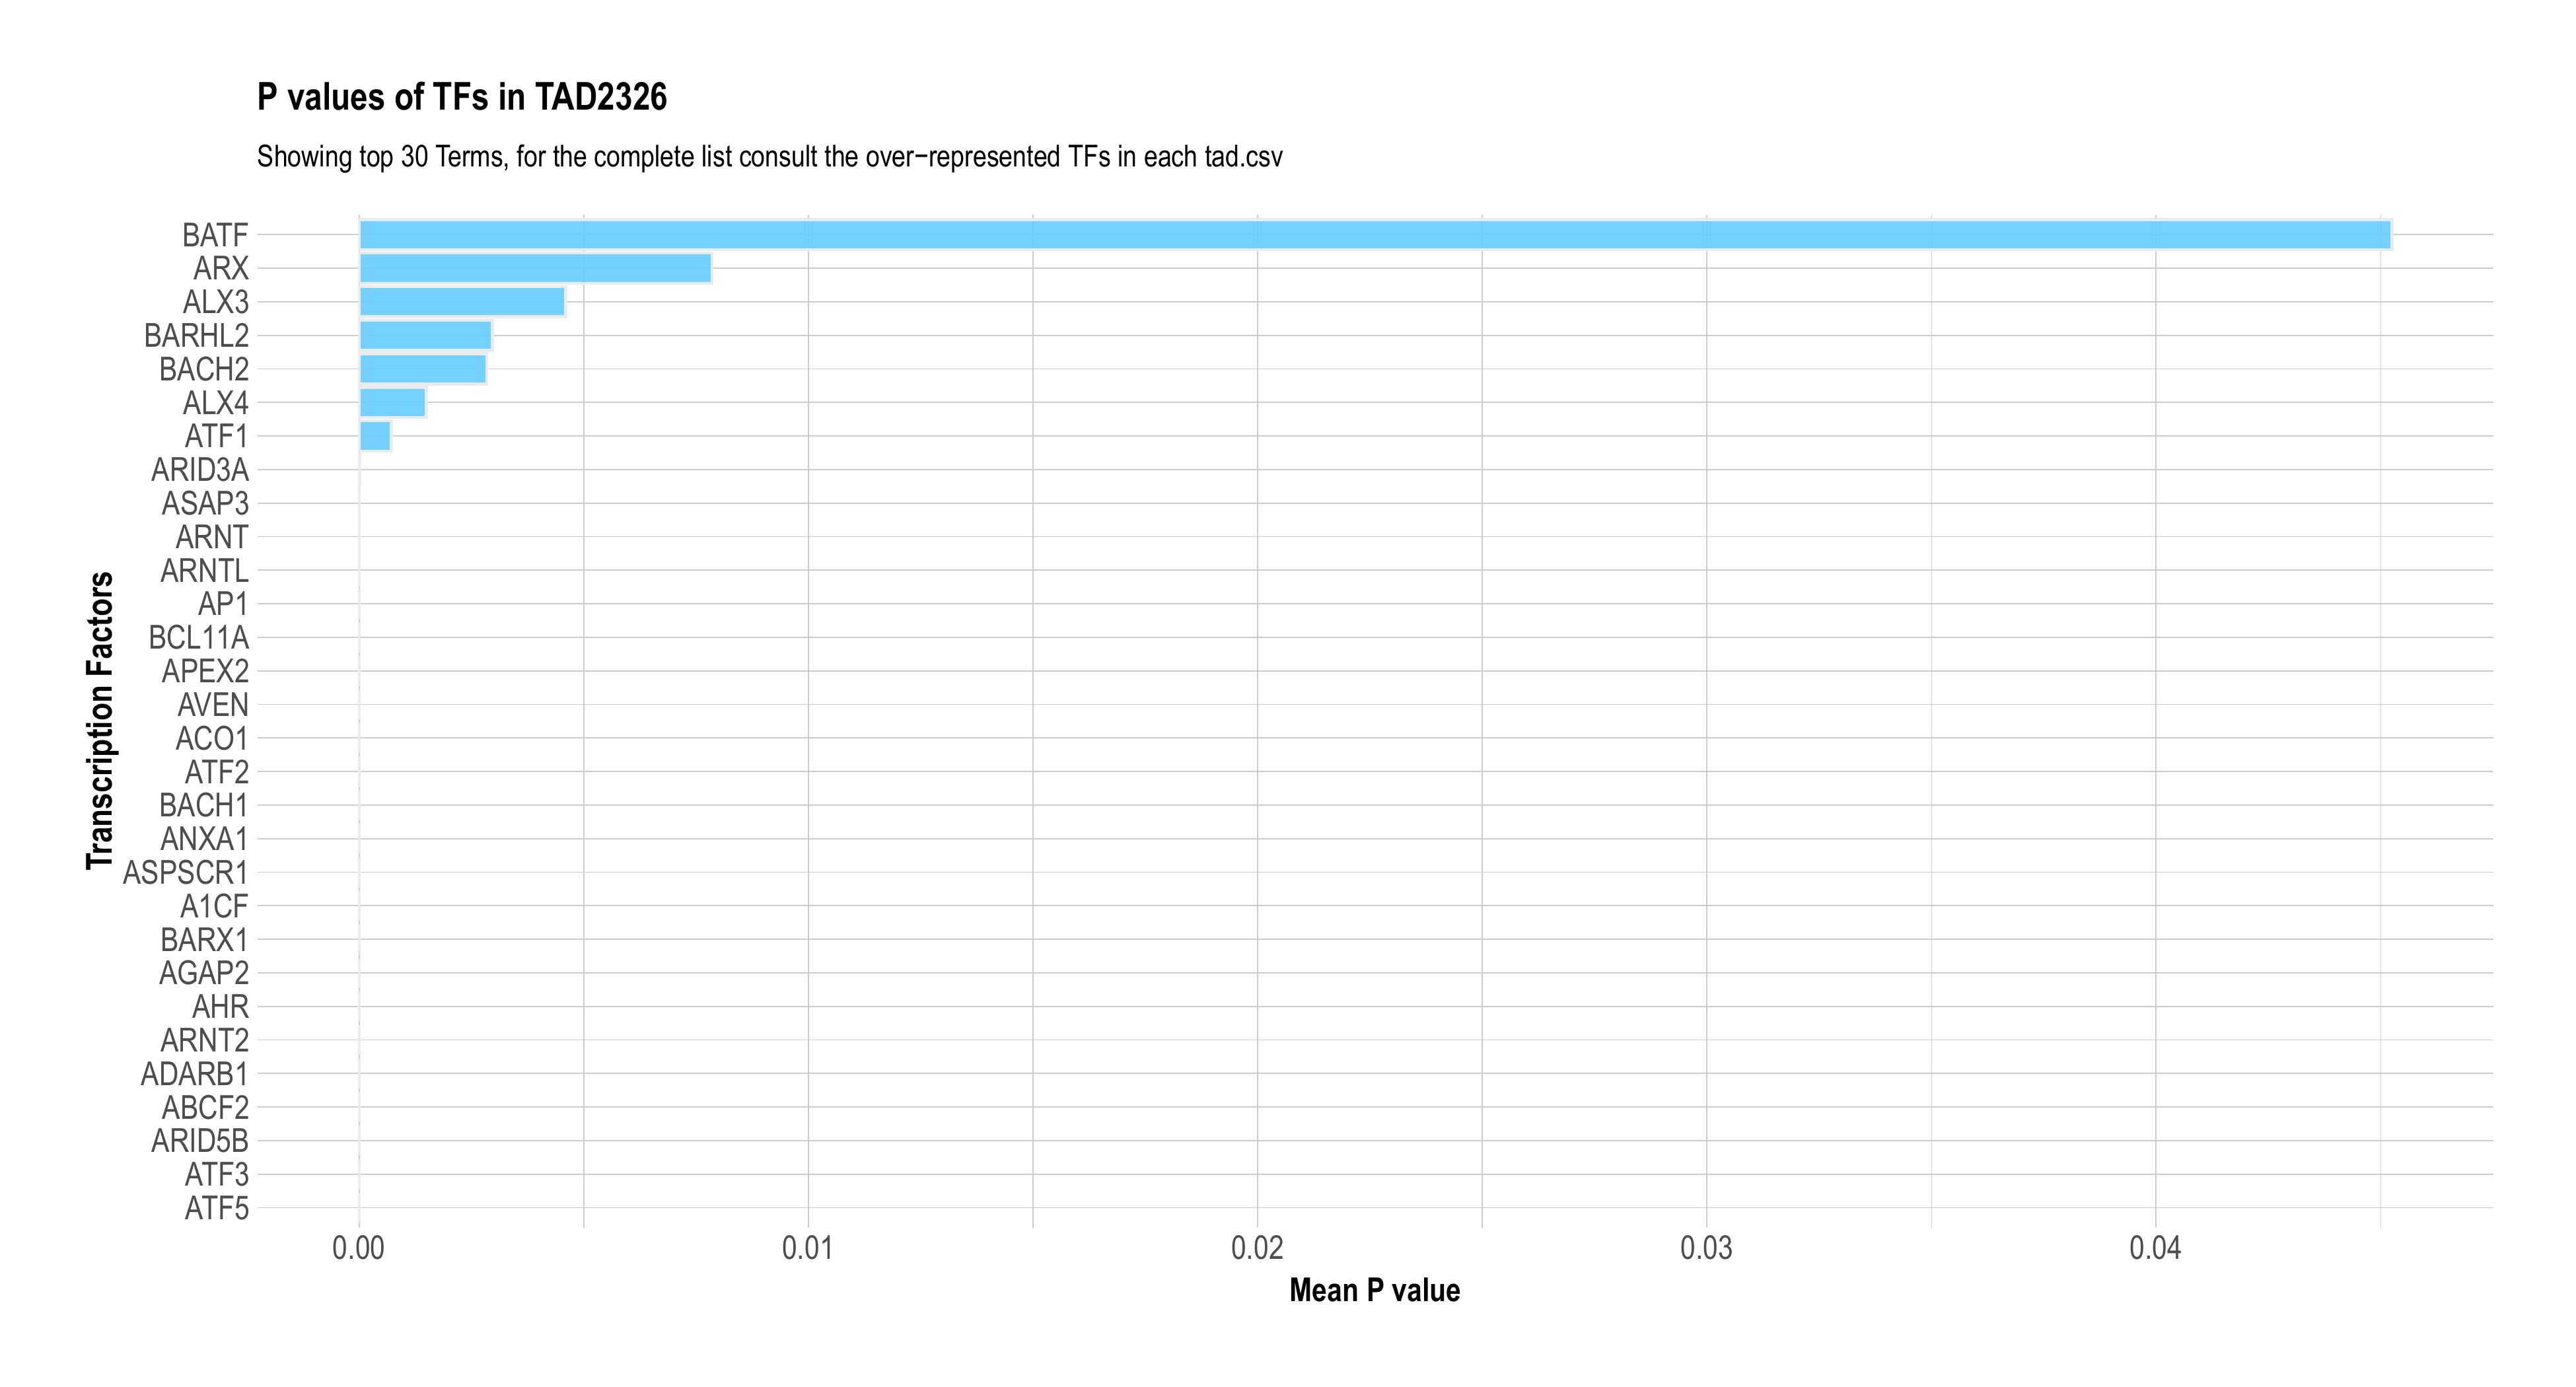 P values of TFs in TAD2326
Showing top 30 Terms, for the complete list consult the over−represented TFs in each tad.csv
Transcription Factors
BATF
ARX
ALX3
BARHL2
BACH2
ALX4
ATF1
ARID3A
ASAP3
ARNT
ARNTL
AP1
BCL11A
APEX2
AVEN
ACO1
ATF2
BACH1
ANXA1
ASPSCR1
A1CF
BARX1
AGAP2
AHR
ARNT2
ADARB1
ABCF2
ARID5B
ATF3
ATF5
0.00 0.01 0.02 0.03 0.04
Mean P value